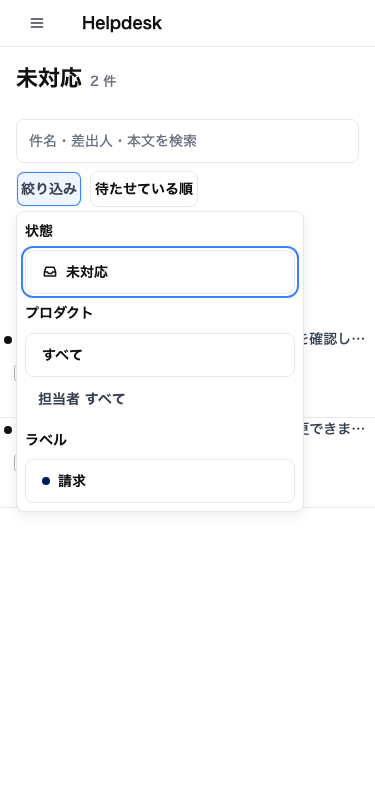 Helpdesk
未対応 2 件
件名・差出人・本文を検索
絞り込み 待たせている順
状態
未対応
プロダクト
を確認し…
すべて
担当者 すべて
更できま…
ラベル
請求